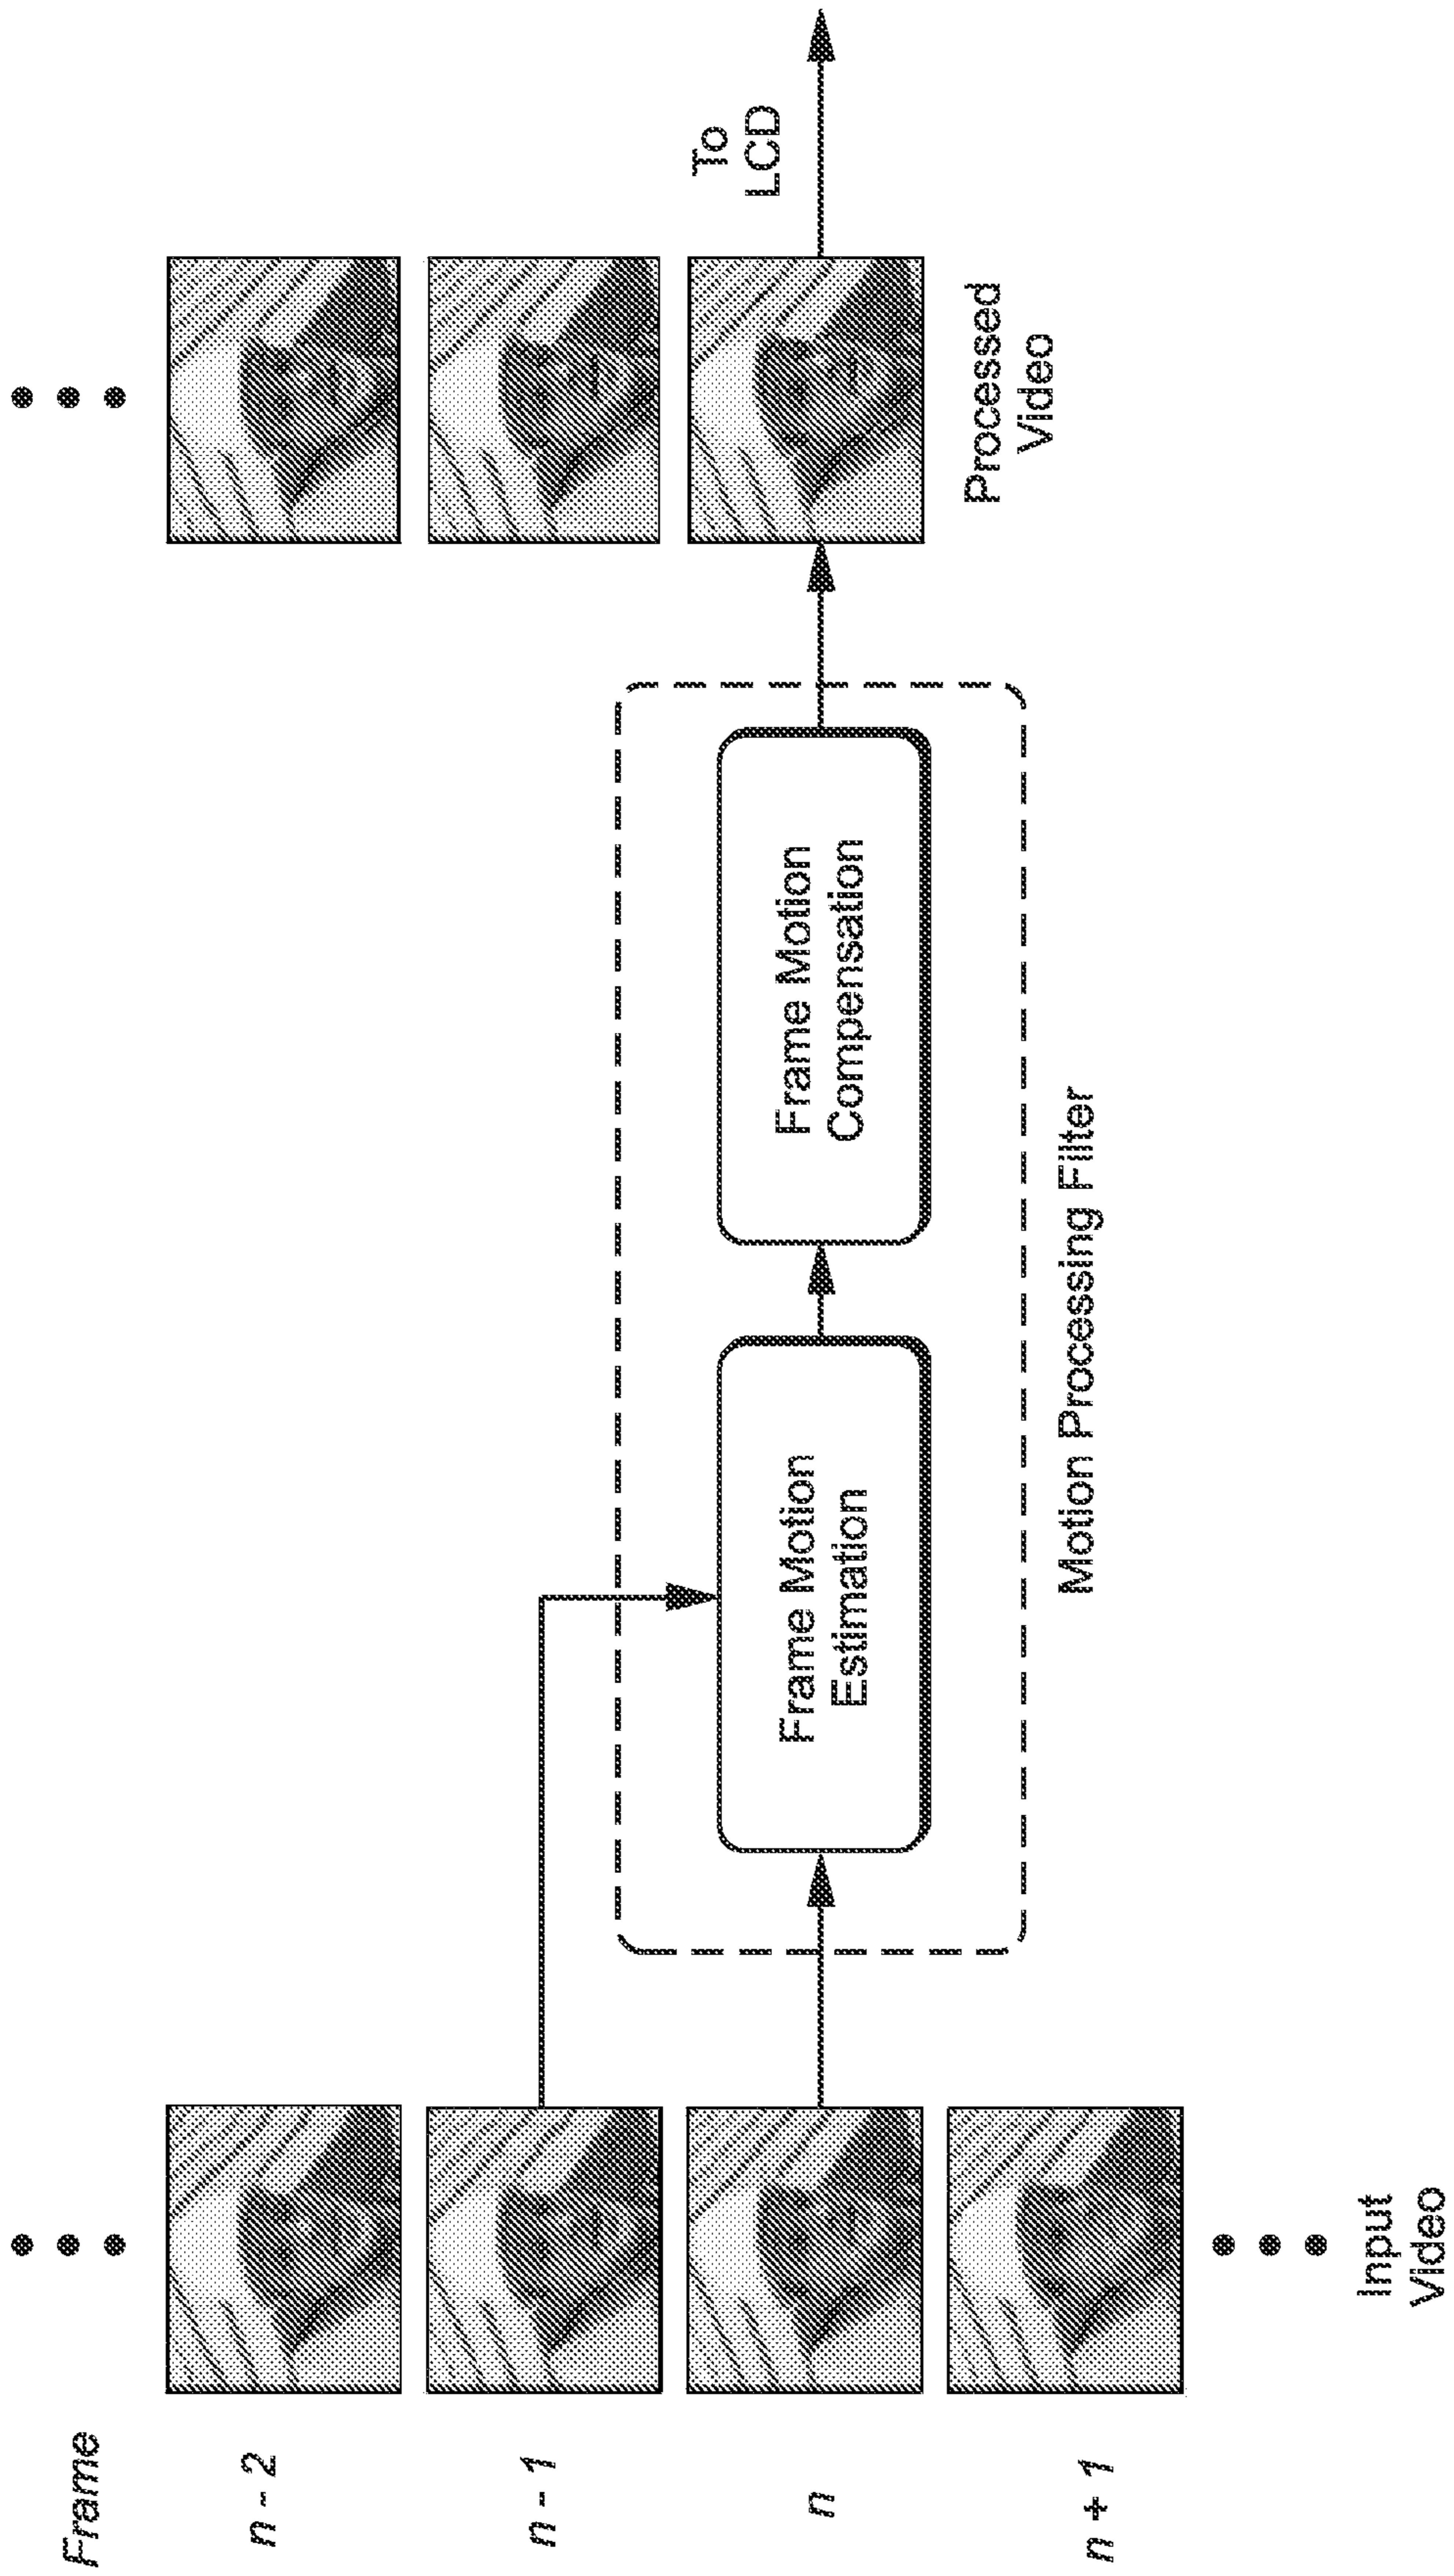 Frame
n - 2
n - 1
n
n + 1
Input
Video
Frame Motion
Estimation
Frame Motion
Compensation
Motion Processing Filter
Processed
Video
To
LCD